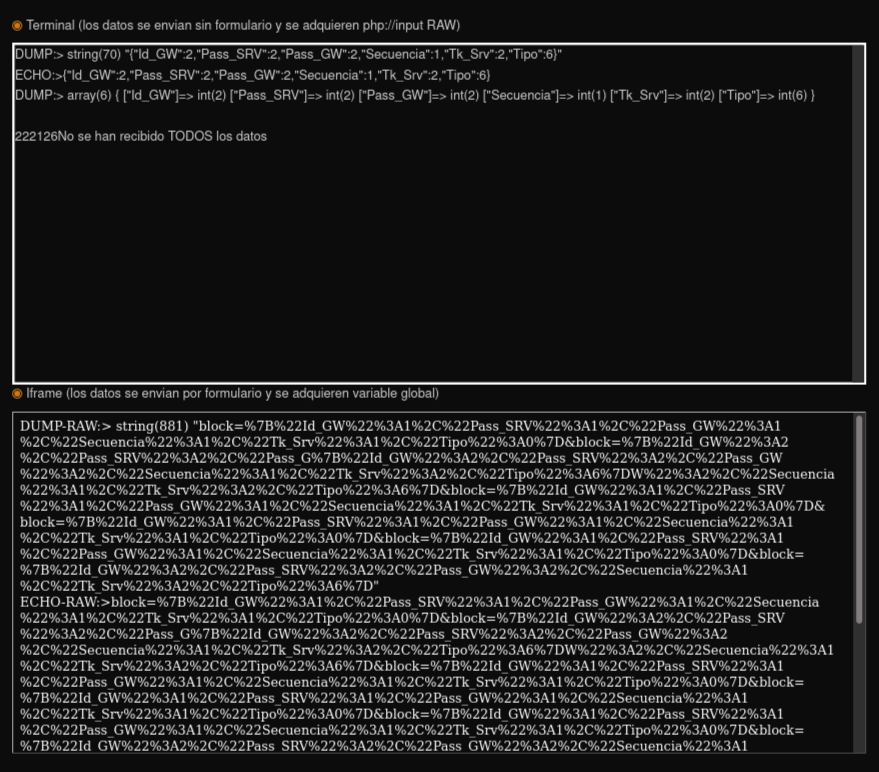 Terminal (los datos se envian sin formulario y se adquieren php://input RAW)
DUMP:> string(70) "{"Id_GW":2,"Pass_SRV":2,"Pass_GW":2,"Secuencia":1,"Tk_Srv":2,"Tipo":6}"
ECHO:>{"Id_GW":2,"Pass_SRV":2,"Pass_GW":2,"Secuencia":1,"Tk_Srv":2,"Tipo":6}
DUMP:> array(6) { ["Id_GW"]=> int(2) ["Pass_SRV"]=> int(2) ["Pass_GW"]=> int(2) ["Secuencia"]=> int(1) ["Tk_Srv"]=> int(2) ["Tipo"]=> int(6) }
222126No se han recibido TODOS los datos
Iframe (los datos se envian por formulario y se adquieren variable global)
DUMP-RAW:> string(881) "block=%7B%22Id_GW%22%3A1%2C%22Pass_SRV%22%3A1%2C%22Pass_GW%22%3A1
%2C%22Secuencia%22%3A1%2C%22Tk_Srv%22%3A1%2C%22Tipo%22%3A0%7D&block=%7B%22Id_GW%22%3A2
%2C%22Pass_SRV%22%3A2%2C%22Pass_G%7B%22Id_GW%22%3A2%2C%22Pass_SRV%22%3A2%2C%22Pass_GW
%22%3A2%2C%22Secuencia%22%3A1%2C%22Tk_Srv%22%3A2%2C%22Tipo%22%3A6%7DW%22%3A2%2C%22Secuencia
%22%3A1%2C%22Tk_Srv%22%3A2%2C%22Tipo%22%3A6%7D&block=%7B%22Id_GW%22%3A1%2C%22Pass_SRV
%22%3A1%2C%22Pass_GW%22%3A1%2C%22Secuencia%22%3A1%2C%22Tk_Srv%22%3A1%2C%22Tipo%22%3A0%7D&
block=%7B%22Id_GW%22%3A1%2C%22Pass_SRV%22%3A1%2C%22Pass_GW%22%3A1%2C%22Secuencia%22%3A1
%2C%22Tk_Srv%22%3A1%2C%22Tipo%22%3A0%7D&block=%7B%22Id_GW%22%3A1%2C%22Pass_SRV%22%3A1
%2C%22Pass_GW%22%3A1%2C%22Secuencia%22%3A1%2C%22Tk_Srv%22%3A1%2C%22Tipo%22%3A0%7D&block=
%7B%22Id_GW%22%3A2%2C%22Pass_SRV%22%3A2%2C%22Pass_GW%22%3A2%2C%22Secuencia%22%3A1
%2C%22Tk_Srv%22%3A2%2C%22Tipo%22%3A6%7D"
ECHO-RAW:>block=%7B%22Id_GW%22%3A1%2C%22Pass_SRV%22%3A1%2C%22Pass_GW%22%3A1%2C%22Secuencia
%22%3A1%2C%22Tk_Srv%22%3A1%2C%22Tipo%22%3A0%7D&block=%7B%22Id_GW%22%3A2%2C%22Pass_SRV
%22%3A2%2C%22Pass_G%7B%22Id_GW%22%3A2%2C%22Pass_SRV%22%3A2%2C%22Pass_GW%22%3A2
%2C%22Secuencia%22%3A1%2C%22Tk_Srv%22%3A2%2C%22Tipo%22%3A6%7DW%22%3A2%2C%22Secuencia%22%3A1
%2C%22Tk_Srv%22%3A2%2C%22Tipo%22%3A6%7D&block=%7B%22Id_GW%22%3A1%2C%22Pass_SRV%22%3A1
%2C%22Pass_GW%22%3A1%2C%22Secuencia%22%3A1%2C%22Tk_Srv%22%3A1%2C%22Tipo%22%3A0%7D&block=
%7B%22Id_GW%22%3A1%2C%22Pass_SRV%22%3A1%2C%22Pass_GW%22%3A1%2C%22Secuencia%22%3A1
%2C%22Tk_Srv%22%3A1%2C%22Tipo%22%3A0%7D&block=%7B%22Id_GW%22%3A1%2C%22Pass_SRV%22%3A1
%2C%22Pass_GW%22%3A1%2C%22Secuencia%22%3A1%2C%22Tk_Srv%22%3A1%2C%22Tipo%22%3A0%7D&block=
%7B%22Id_GW%22%3A2%2C%22Pass_SRV%22%3A2%2C%22Pass_GW%22%3A2%2C%22Secuencia%22%3A1